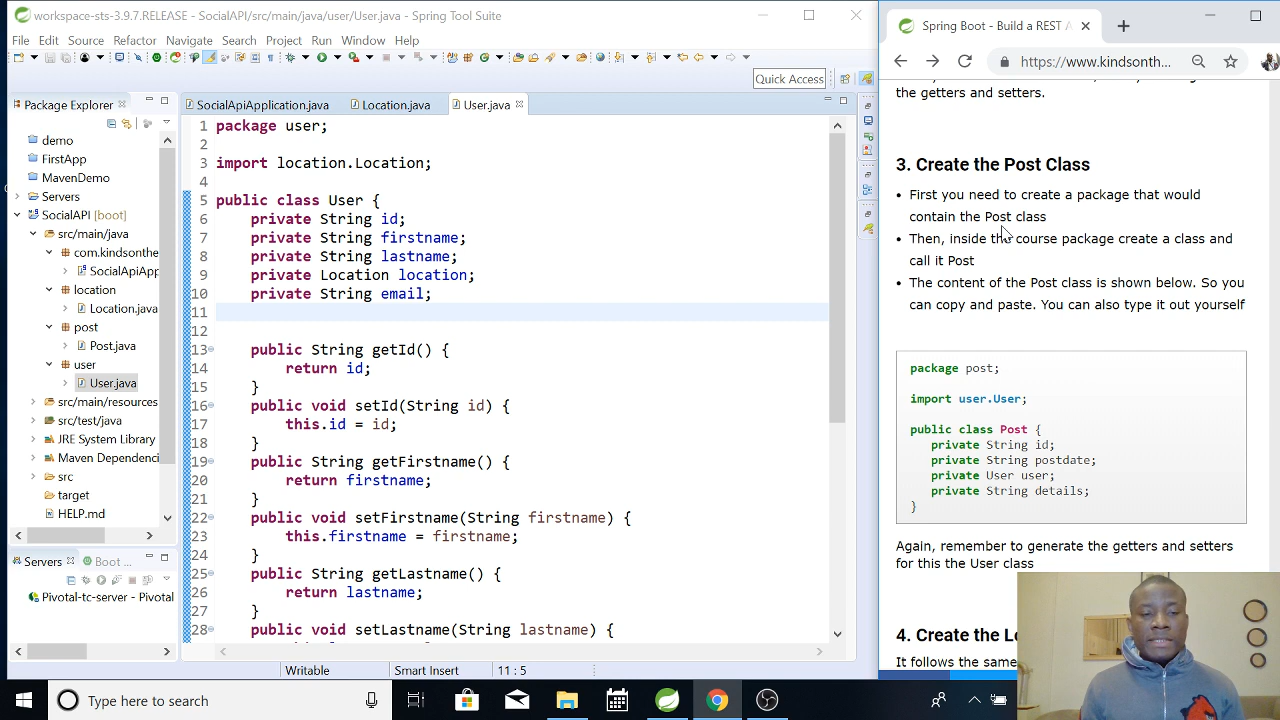 workspace-sts-3.9.7.RELEASE - SocialAPI/src/main/java/user/User.java - Spring Tool Suite
File Edit Source Refactor Navigate Search Project Run Window Help
Quick Access
Package Explorer
demo
FirstApp
MavenDemo
Servers
SocialAPI [boot]
src/main/java
com.kindsonthe
SocialApiApp
location
Location.java
post
Post.java
user
User.java
src/main/resources
src/test/java
JRE System Library
Maven Dependenci
src
target
HELP.md
Servers
Boot ...
Pivotal-tc-server - Pivotal
SocialApiApplication.java
Location.java
User.java
1 package user;
2
3 import location.Location;
4
5 public class User {
6 private String id;
7 private String firstname;
8 private String lastname;
9 private Location location;
10 private String email;
11
12
13 public String getId() {
14 return id;
15 }
16 public void setId(String id) {
17 this.id = id;
18 }
19 public String getFirstname() {
20 return firstname;
21 }
22 public void setFirstname(String firstname) {
23 this.firstname = firstname;
24 }
25 public String getLastname() {
26 return lastname;
27 }
28 public void setLastname(String lastname) {
Writable
Smart Insert
11 : 5
Spring Boot - Build a REST A
https://www.kindsonth...
the getters and setters.
3. Create the Post Class
• First you need to create a package that would
contain the Post class
• Then, inside the course package create a class and
call it Post
• The content of the Post class is shown below. So you
can copy and paste. You can also type it out yourself
package post;
import user.User;
public class Post {
private String id;
private String postdate;
private User user;
private String details;
}
Again, remember to generate the getters and setters
for this the User class
4. Create the Lo
It follows the same
Type here to search